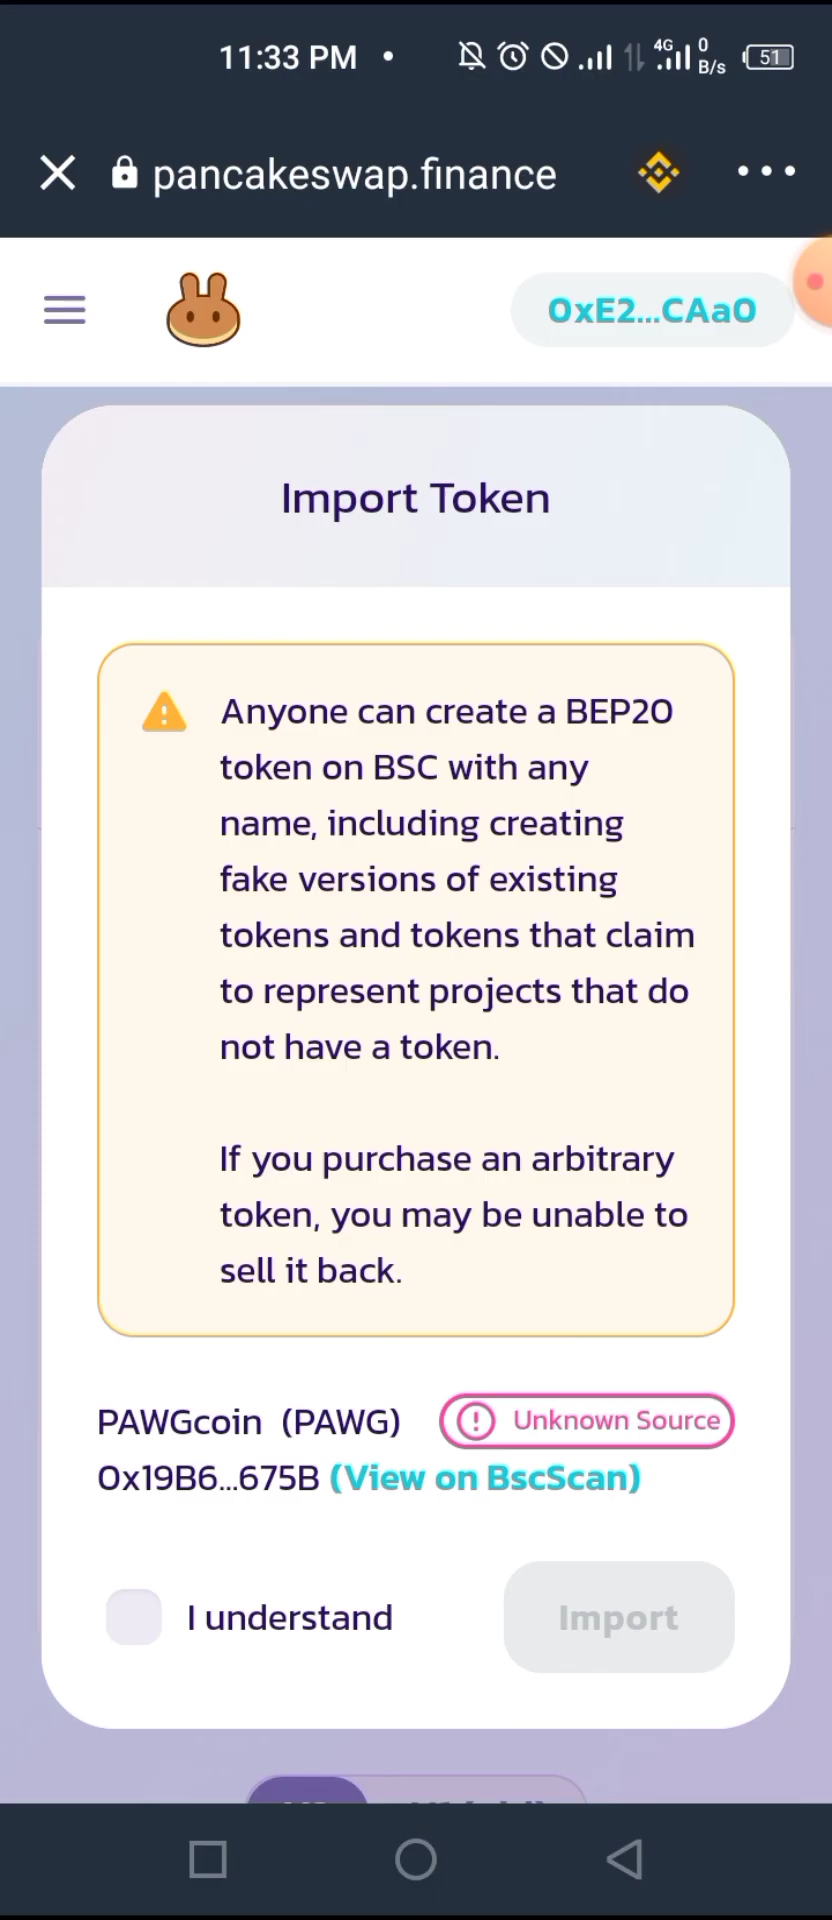 11:33 PM
4G 0 B/s 51
pancakeswap.finance
0xE2...CAa0
Import Token
Anyone can create a BEP20
token on BSC with any
name, including creating
fake versions of existing
tokens and tokens that claim
to represent projects that do
not have a token.
If you purchase an arbitrary
token, you may be unable to
sell it back.
PAWGcoin (PAWG) Unknown Source
0x19B6...675B (View on BscScan)
I understand Import